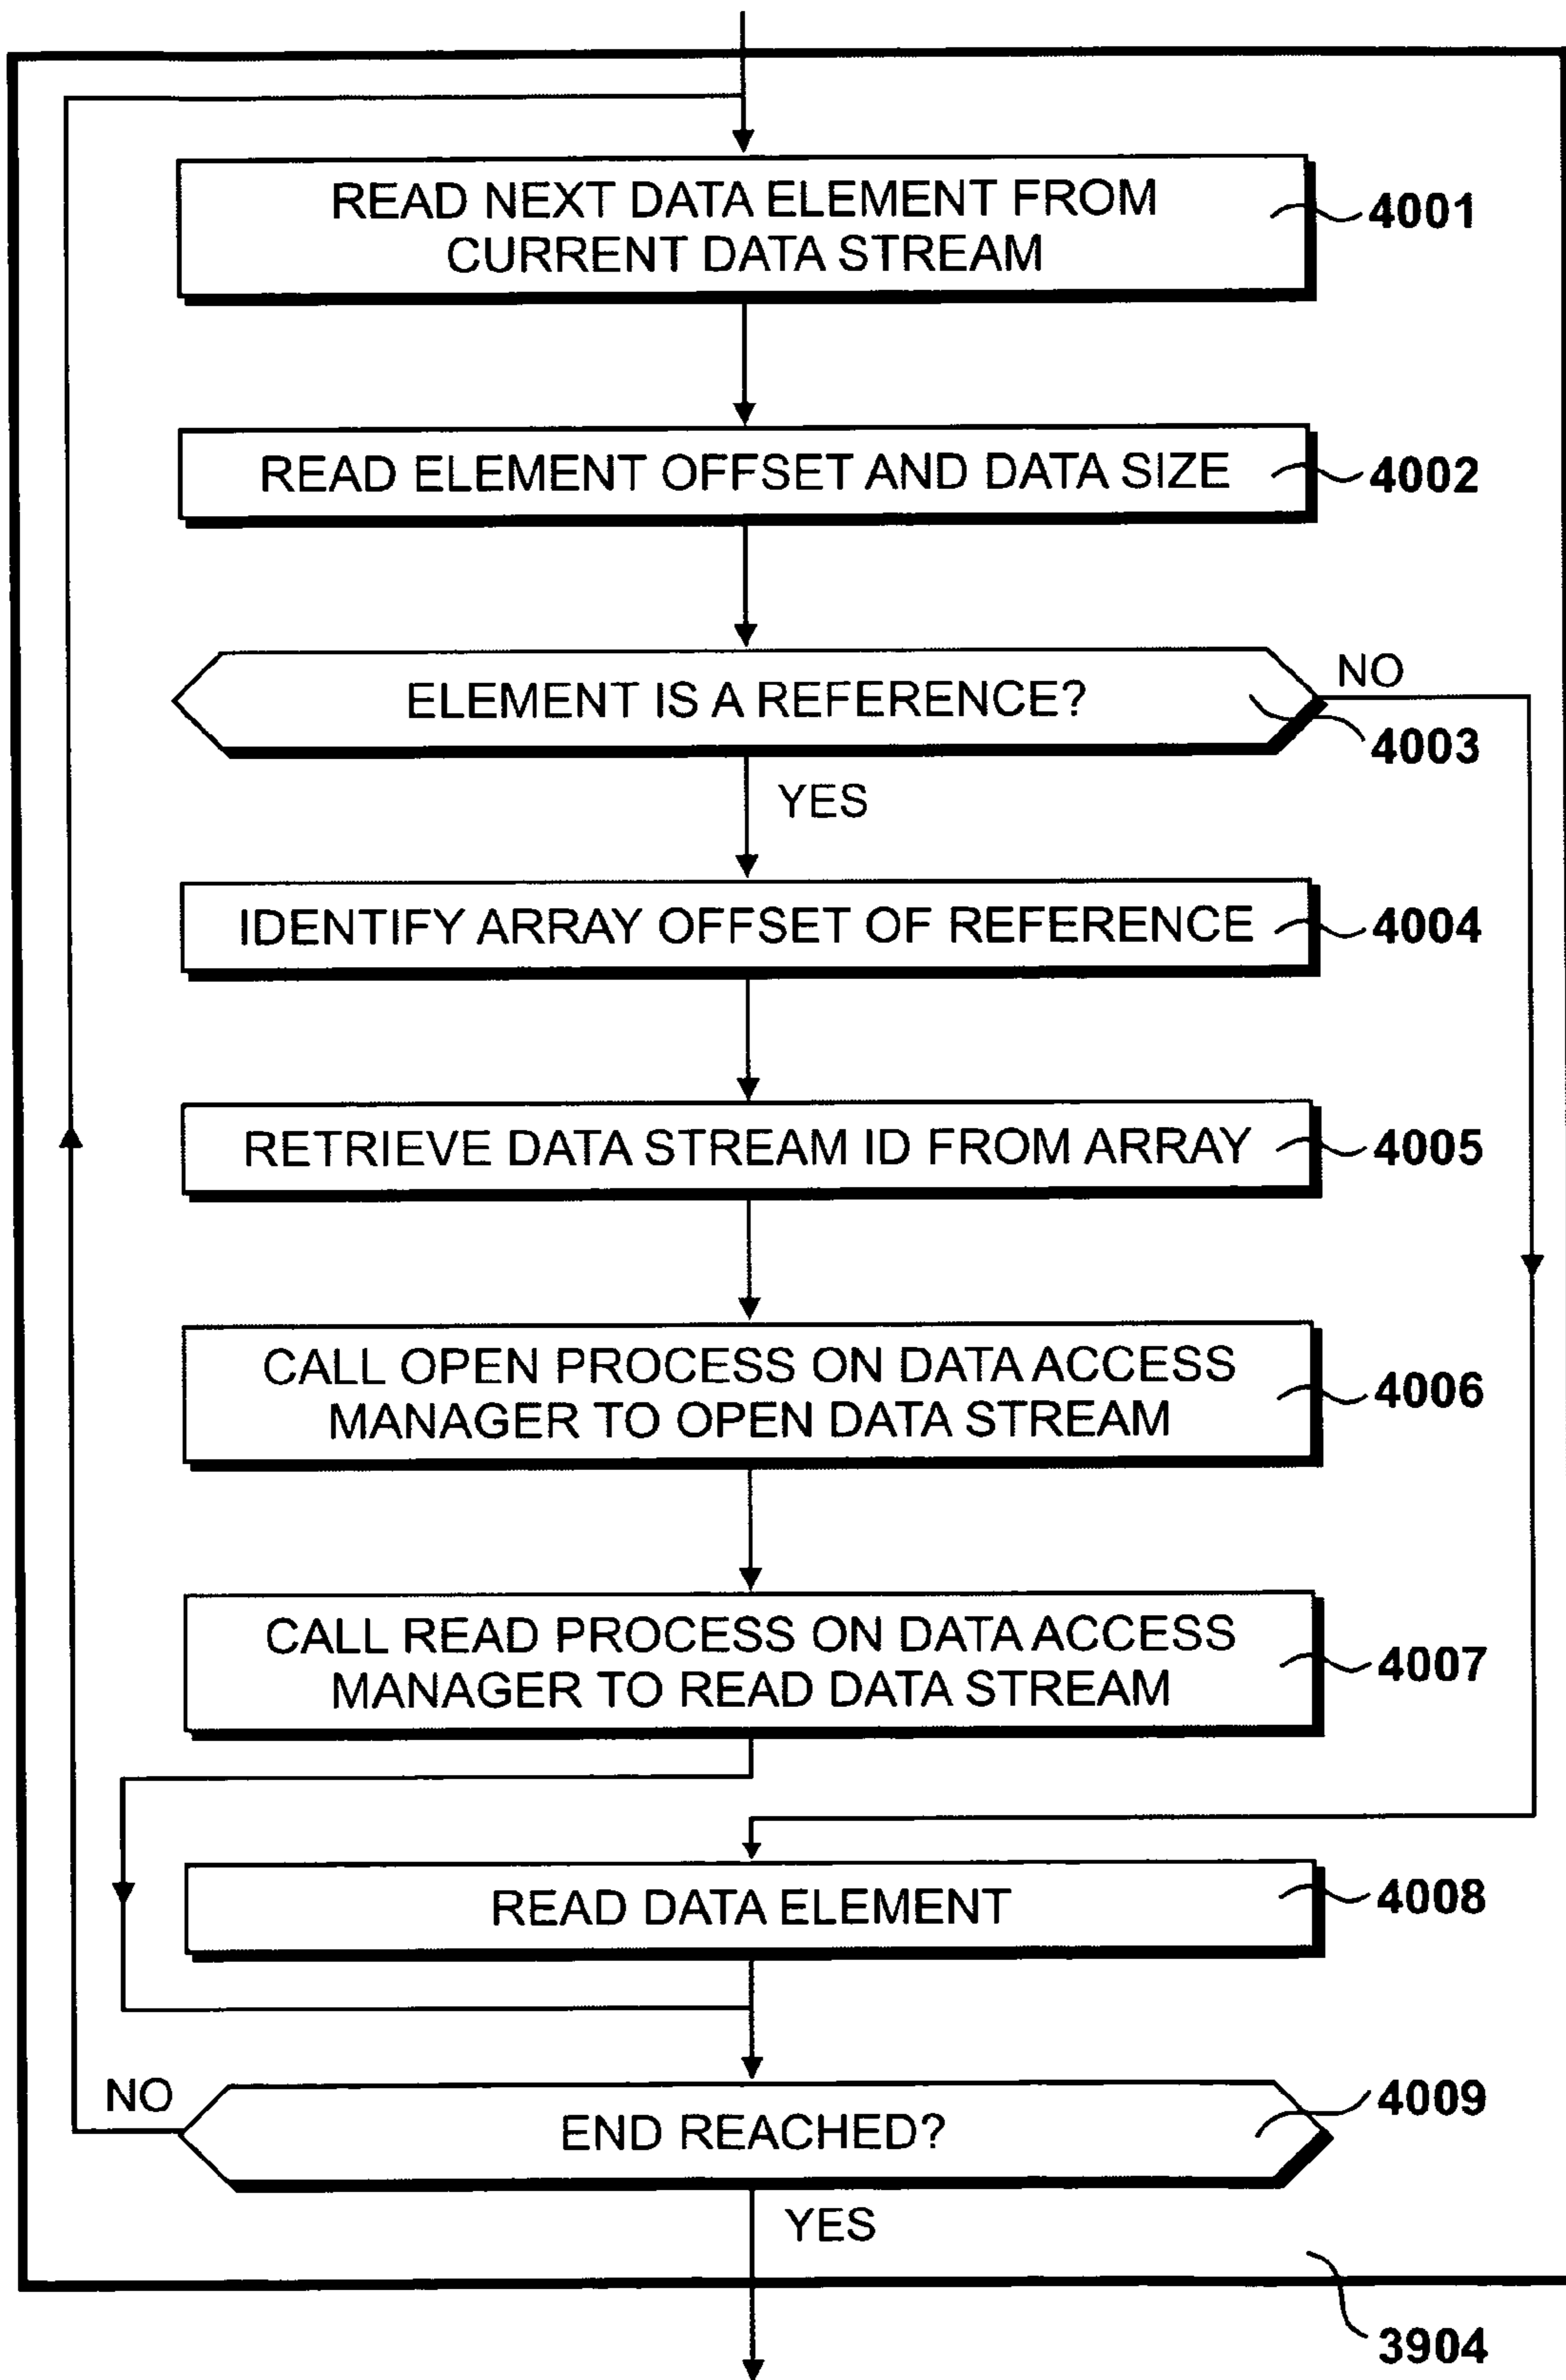 READ NEXT DATA ELEMENT FROM
CURRENT DATA STREAM
4001
READ ELEMENT OFFSET AND DATA SIZE
4002
ELEMENT IS A REFERENCE?
NO
4003
YES
IDENTIFY ARRAY OFFSET OF REFERENCE
4004
RETRIEVE DATA STREAM ID FROM ARRAY
4005
CALL OPEN PROCESS ON DATA ACCESS
MANAGER TO OPEN DATA STREAM
4006
CALL READ PROCESS ON DATA ACCESS
MANAGER TO READ DATA STREAM
4007
READ DATA ELEMENT
4008
NO
END REACHED?
4009
YES
3904